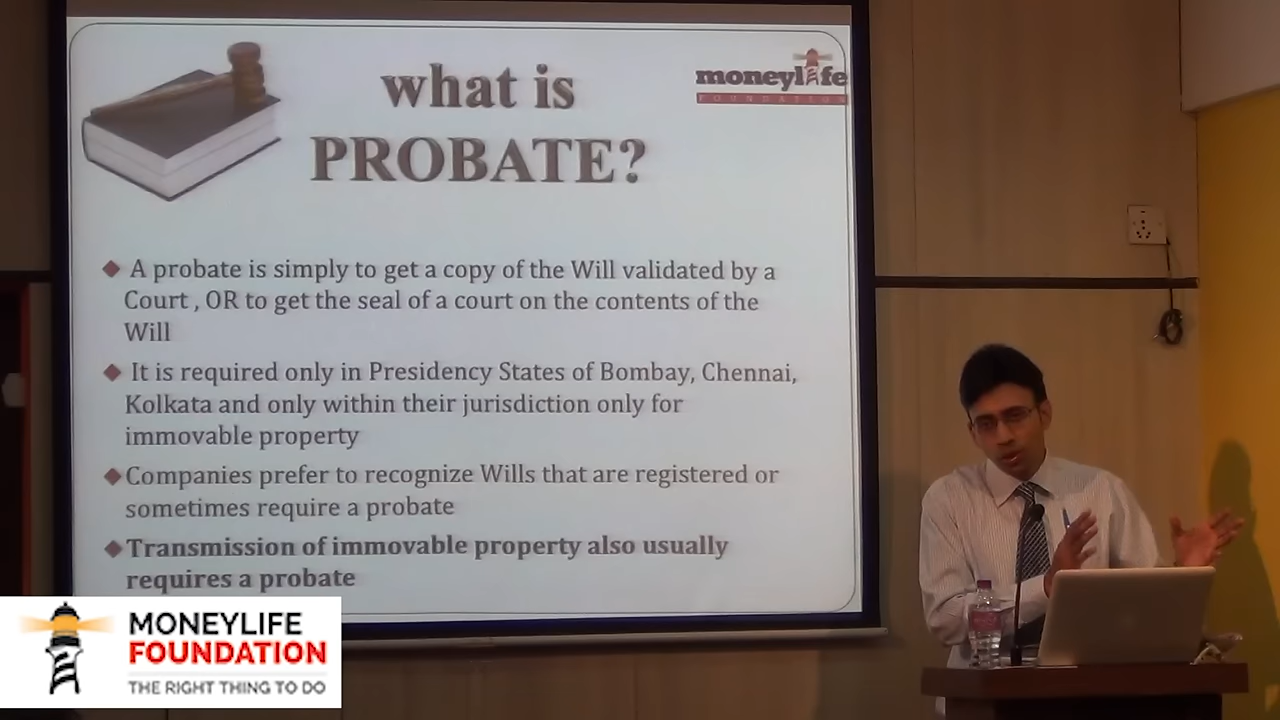 what is
PROBATE?
moneylife
FOUNDATION
A probate is simply to get a copy of the Will validated by a
Court , OR to get the seal of a court on the contents of the
Will
It is required only in Presidency States of Bombay, Chennai,
Kolkata and only within their jurisdiction only for
immovable property
Companies prefer to recognize Wills that are registered or
sometimes require a probate
Transmission of immovable property also usually
requires a probate
MONEYLIFE
FOUNDATION
THE RIGHT THING TO DO